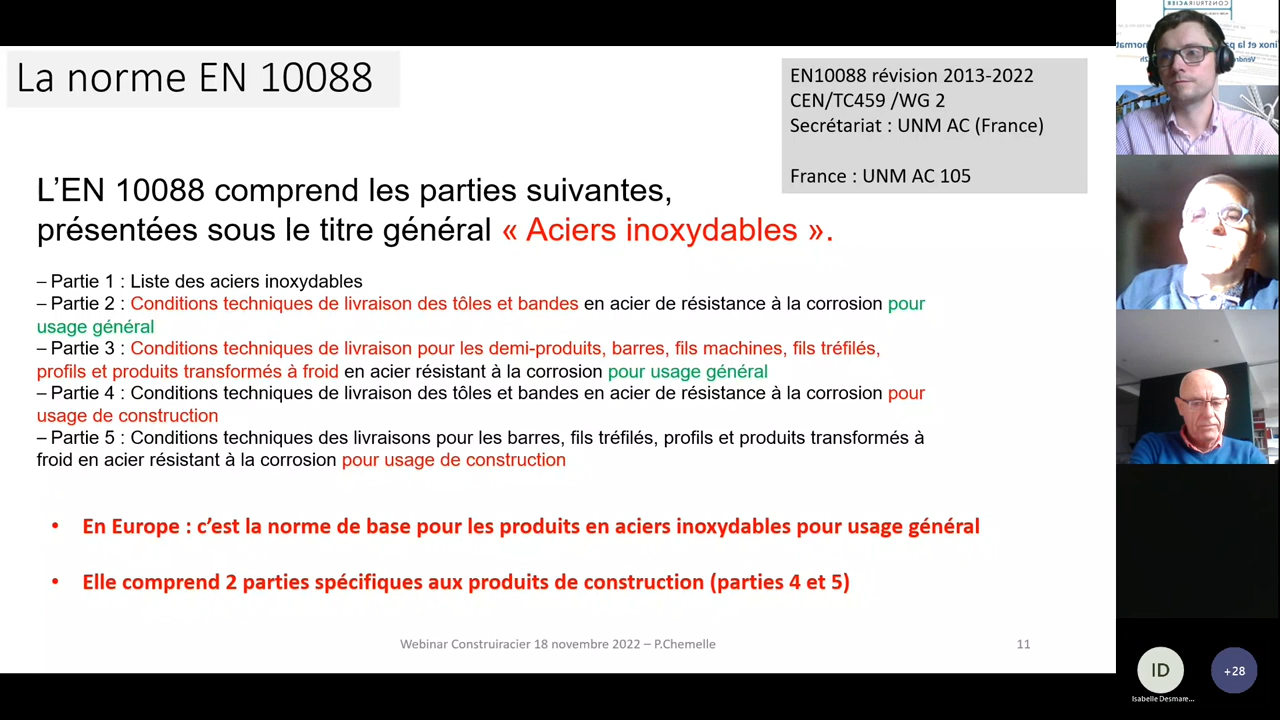 La norme EN 10088
EN10088 révision 2013-2022
CEN/TC459 /WG 2
Secrétariat : UNM AC (France)
France : UNM AC 105
L’EN 10088 comprend les parties suivantes,
présentées sous le titre général « Aciers inoxydables ».
– Partie 1 : Liste des aciers inoxydables
– Partie 2 : Conditions techniques de livraison des tôles et bandes en acier de résistance à la corrosion pour
usage général
– Partie 3 : Conditions techniques de livraison pour les demi-produits, barres, fils machines, fils tréfilés,
profils et produits transformés à froid en acier résistant à la corrosion pour usage général
– Partie 4 : Conditions techniques de livraison des tôles et bandes en acier de résistance à la corrosion pour
usage de construction
– Partie 5 : Conditions techniques des livraisons pour les barres, fils tréfilés, profils et produits transformés à
froid en acier résistant à la corrosion pour usage de construction
• En Europe : c’est la norme de base pour les produits en aciers inoxydables pour usage général
• Elle comprend 2 parties spécifiques aux produits de construction (parties 4 et 5)
Webinar Construiracier 18 novembre 2022 – P.Chemelle
11
CONSTRUIRACIER
inox et la
ID
+28
Isabelle Desmare...